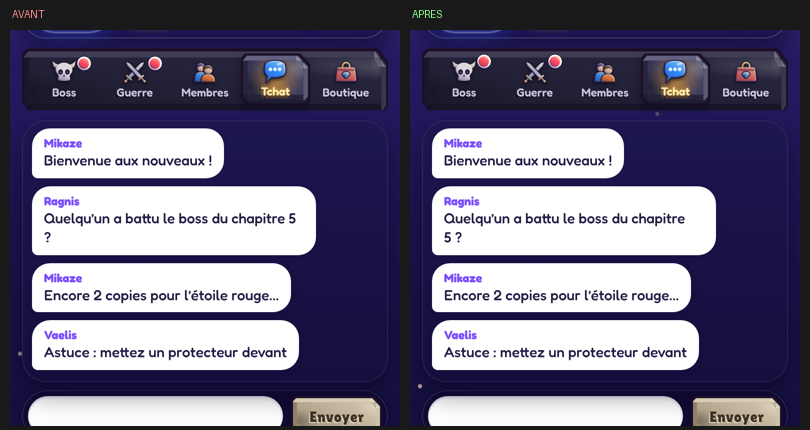 AVANT
Boss
Guerre
Membres
Tchat
Boutique
Mikaze
Bienvenue aux nouveaux !
Ragnis
Quelqu'un a battu le boss du chapitre 5
?
Mikaze
Encore 2 copies pour l'étoile rouge...
Vaelis
Astuce : mettez un protecteur devant
Envoyer
APRES
Boss
Guerre
Membres
Tchat
Boutique
Mikaze
Bienvenue aux nouveaux !
Ragnis
Quelqu'un a battu le boss du chapitre
5 ?
Mikaze
Encore 2 copies pour l'étoile rouge...
Vaelis
Astuce : mettez un protecteur devant
Envoyer